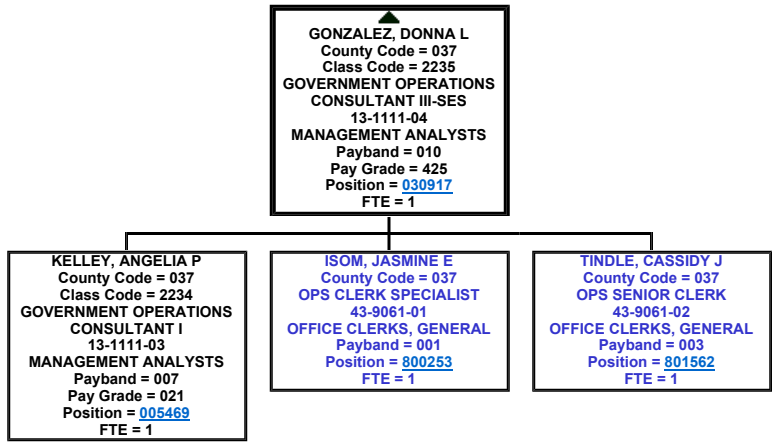 GONZALEZ, DONNA L
County Code = 037
Class Code = 2235
GOVERNMENT OPERATIONS
CONSULTANT III-SES
13-1111-04
MANAGEMENT ANALYSTS
Payband = 010
Pay Grade = 425
Position = 030917
FTE = 1
KELLEY, ANGELIA P
County Code = 037
Class Code = 2234
GOVERNMENT OPERATIONS
CONSULTANT I
13-1111-03
MANAGEMENT ANALYSTS
Payband = 007
Pay Grade = 021
Position = 005469
FTE = 1
ISOM, JASMINE E
County Code = 037
OPS CLERK SPECIALIST
43-9061-01
OFFICE CLERKS, GENERAL
Payband = 001
Position = 800253
FTE = 1
TINDLE, CASSIDY J
County Code = 037
OPS SENIOR CLERK
43-9061-02
OFFICE CLERKS, GENERAL
Payband = 003
Position = 801562
FTE = 1